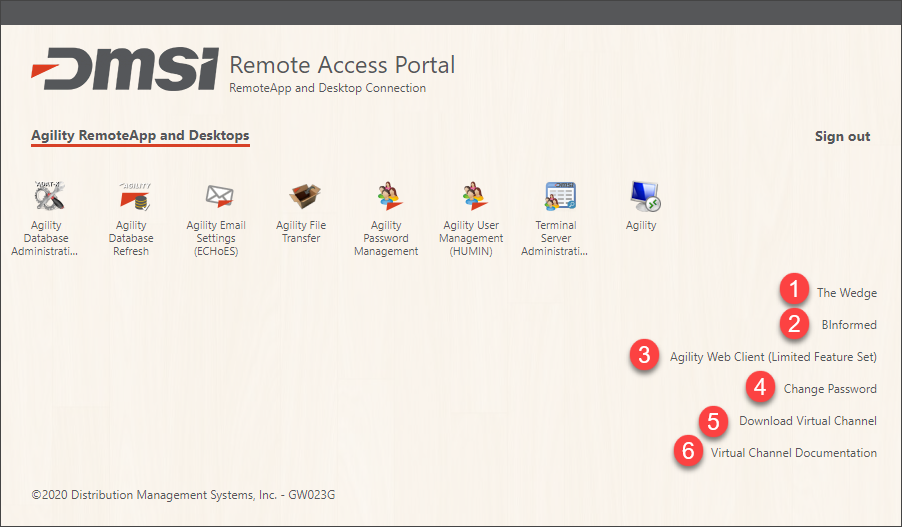 DMSi
Remote Access Portal
RemoteApp and Desktop Connection
Agility RemoteApp and Desktops
Sign out
AGILITY
Agility
Database
Administrati...
Agility
Database
Refresh
Agility Email
Settings
(ECHoES)
Agility File
Transfer
Agility
Password
Management
Agility User
Management
(HUMIN)
Terminal
Server
Administrati...
Agility
1 The Wedge
2 BInformed
3 Agility Web Client (Limited Feature Set)
4 Change Password
5 Download Virtual Channel
6 Virtual Channel Documentation
©2020 Distribution Management Systems, Inc. - GW023G